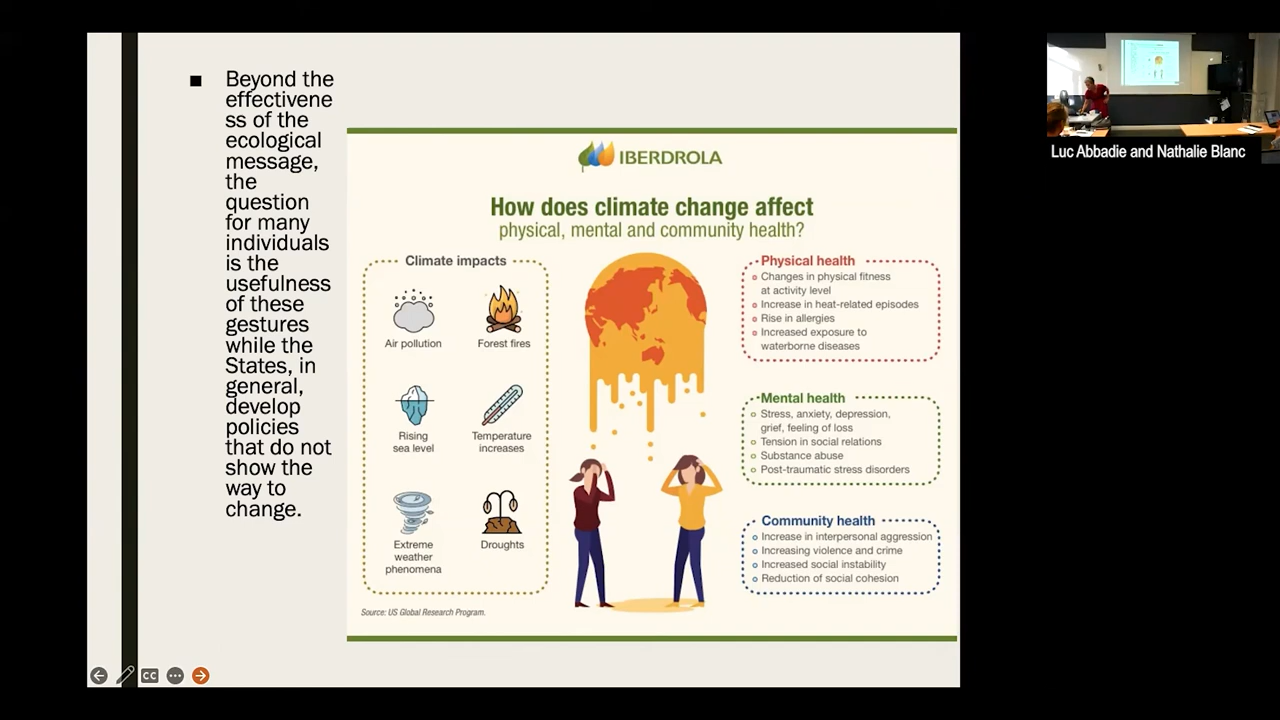 Beyond the
effectivene
ss of the
ecological
message,
the
question
for many
individuals
is the
usefulness
of these
gestures
while the
States, in
general,
develop
policies
that do not
show the
way to
change.
IBERDROLA
How does climate change affect
physical, mental and community health?
Climate impacts
Air pollution
Forest fires
Rising
sea level
Temperature
increases
Extreme
weather
phenomena
Droughts
Source: US Global Research Program.
Physical health
Changes in physical fitness
at activity level
Increase in heat-related episodes
Rise in allergies
Increased exposure to
waterborne diseases
Mental health
Stress, anxiety, depression,
grief, feeling of loss
Tension in social relations
Substance abuse
Post-traumatic stress disorders
Community health
Increase in interpersonal aggression
Increasing violence and crime
Increased social instability
Reduction of social cohesion
CC
Luc Abbadie and Nathalie Blanc